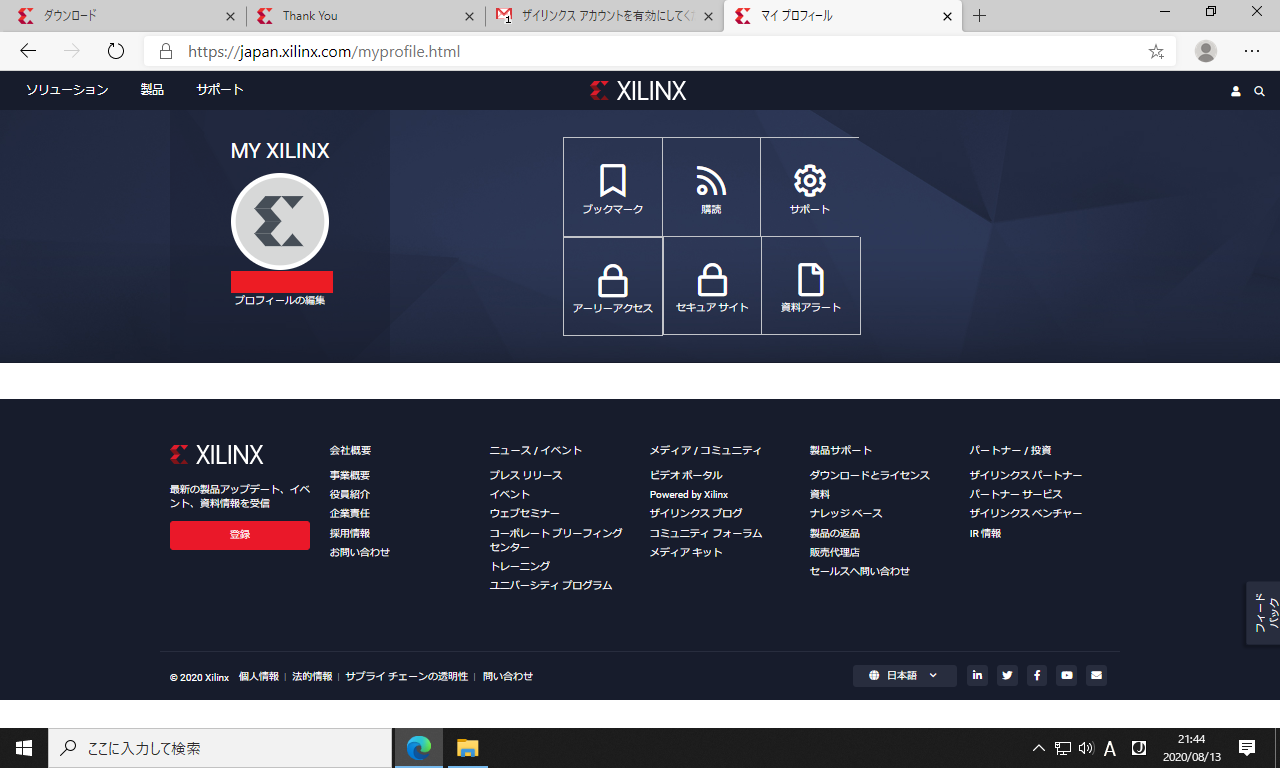 ダウンロード
Thank You
1
ザイリンクス アカウントを有効にしてく
マイ プロフィール
https://japan.xilinx.com/myprofile.html
ソリューション 製品 サポート
XILINX
MY XILINX
プロフィールの編集
ブックマーク 購読 サポート
アーリーアクセス セキュア サイト 資料アラート
XILINX
最新の製品アップデート、イベ
ント、資料情報を受信
登録
会社概要
事業概要
役員紹介
企業責任
採用情報
お問い合わせ
ニュース / イベント
プレス リリース
イベント
ウェブセミナー
コーポレート ブリーフィング
センター
トレーニング
ユニバーシティ プログラム
メディア / コミュニティ
ビデオ ポータル
Powered by Xilinx
ザイリンクス ブログ
コミュニティ フォーラム
メディア キット
製品サポート
ダウンロードとライセンス
資料
ナレッジ ベース
製品の返品
販売代理店
セールスへ問い合わせ
パートナー / 投資
ザイリンクス パートナー
パートナー サービス
ザイリンクス ベンチャー
IR 情報
フィード
バック
© 2020 Xilinx 個人情報 | 法的情報 | サプライ チェーンの透明性 | 問い合わせ
日本語
ここに入力して検索
A
J
21:44
2020/08/13